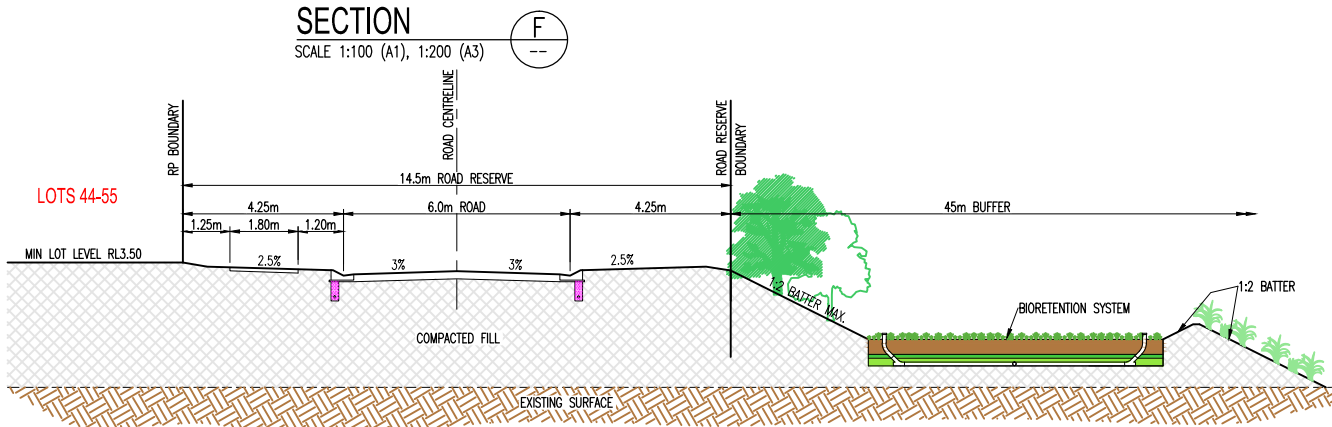 SECTION
F
--
SCALE 1:100 (A1), 1:200 (A3)
RP BOUNDARY
ROAD CENTRELINE
ROAD RESERVE
BOUNDARY
14.5m ROAD RESERVE
LOTS 44-55
4.25m
6.0m ROAD
4.25m
45m BUFFER
1.25m
1.80m
1.20m
MIN LOT LEVEL RL3.50
2.5%
3%
3%
2.5%
1:2 BATTER MAX.
BIORETENTION SYSTEM
1:2 BATTER
COMPACTED FILL
EXISTING SURFACE